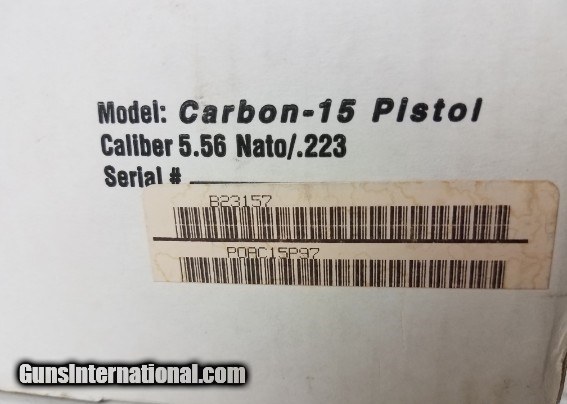 Model: Carbon-15 Pistol
Caliber 5.56 Nato/.223
Serial #
B23157
POAC15P97
GunsInternational.com